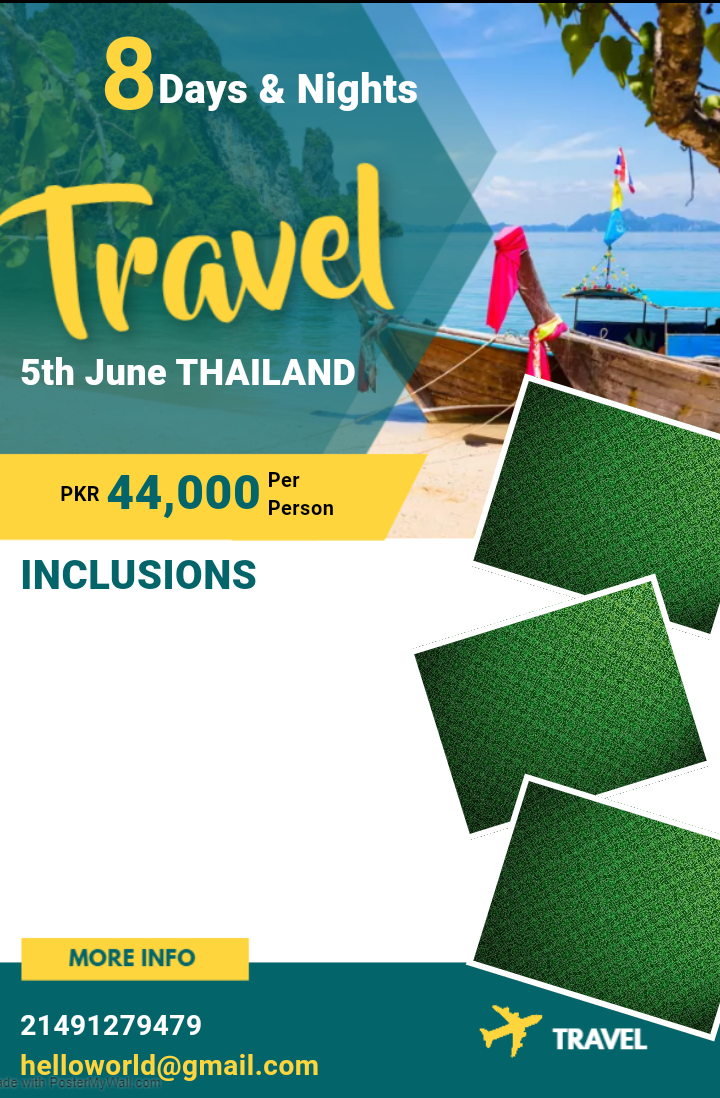 8 Days & Nights
Travel
5th June THAILAND
PKR 44,000 Per Person
INCLUSIONS
MORE INFO
21491279479
helloworld@gmail.com
TRAVEL
ade with PosterMyWall.com